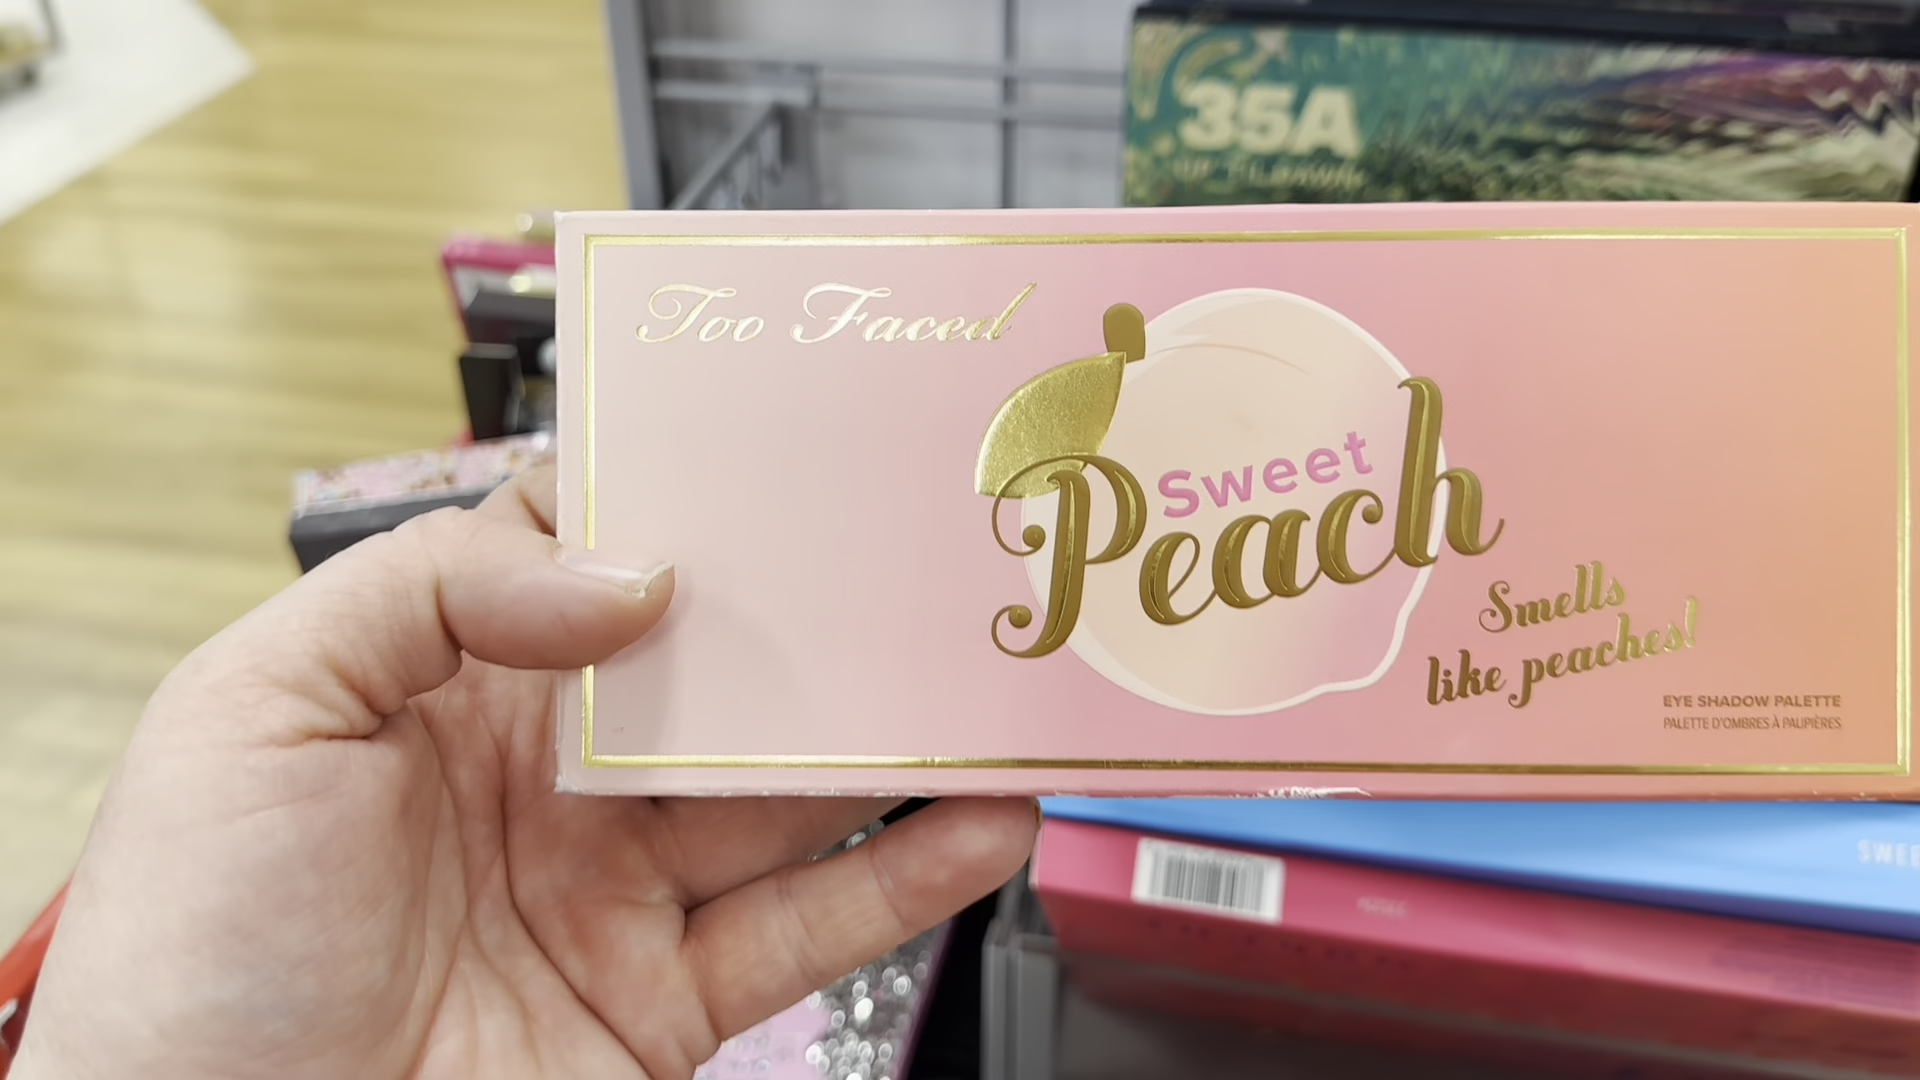 35A
Too Faced
Sweet
Peach
Smells
like peaches!
EYE SHADOW PALETTE
PALETTE D'OMBRES À PAUPIÈRES